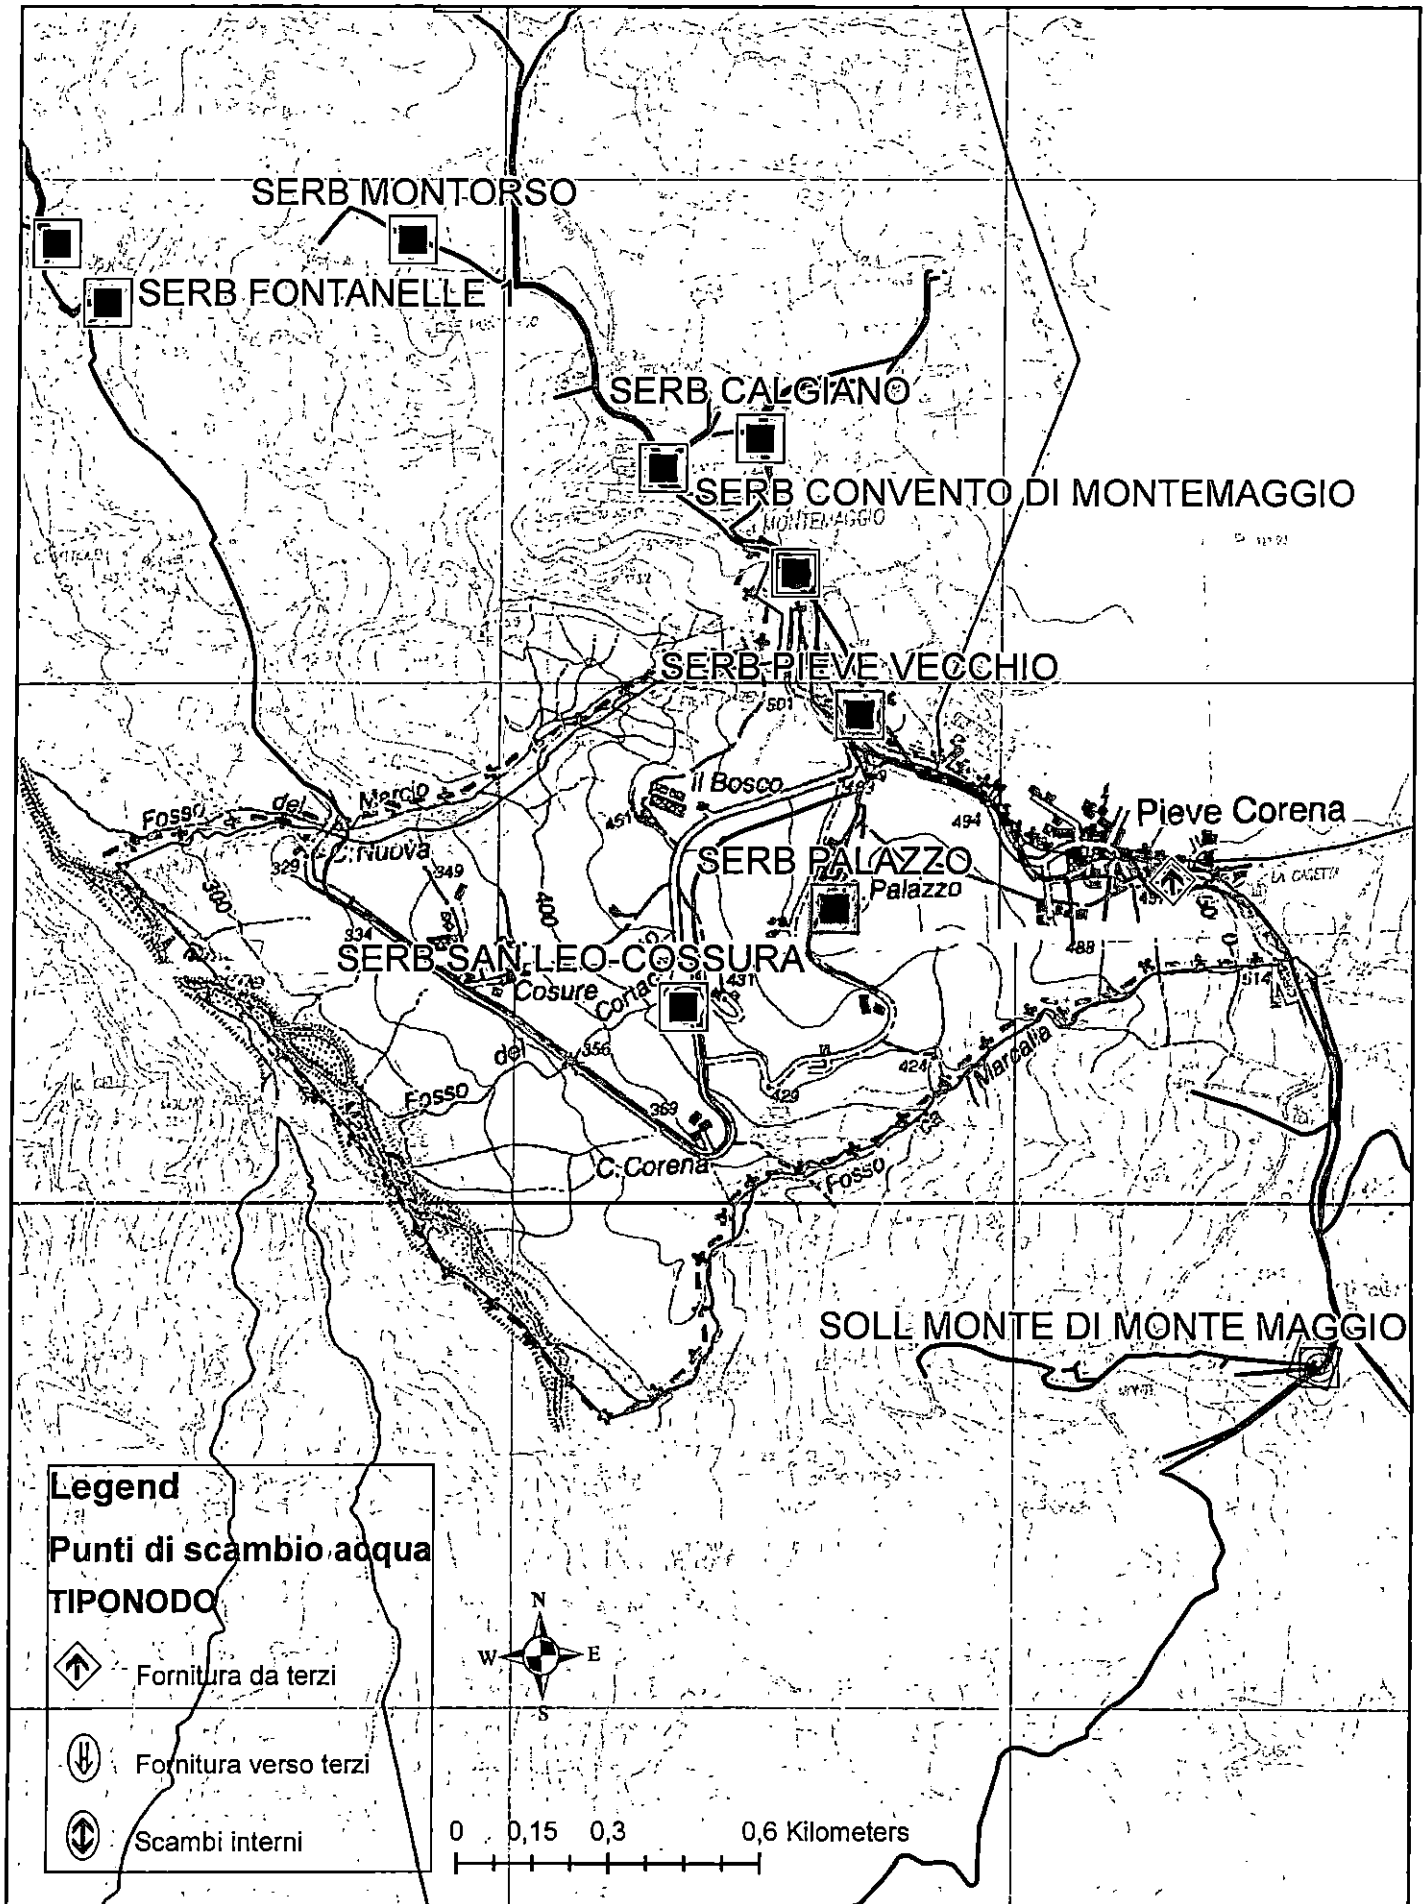 SERB MONTORSO
SERB FONTANELLE 1
SERB CALGIANO
SERB CONVENTO DI MONTEMAGGIO
MONTEMAGGIO
SERB PIEVE VECCHIO
501
il Bosco
483
Fosso del Marcio
451
494
Pieve Corena
C. Nuova
329
349
SERB PALAZZO
Palazzo
LA CASETTA
300
400
334
488
SERB SAN LEO-COSSURA
431
514
Cosure
del
356
Marcalla
424
Fosso
429
369
C. Corena
Fosso
SOLL MONTE DI MONTE MAGGIO
Legend
Punti di scambio acqua
TIPONODO
Fornitura da terzi
Fornitura verso terzi
Scambi interni
N
W E
S
0 0,15 0,3 0,6 Kilometers